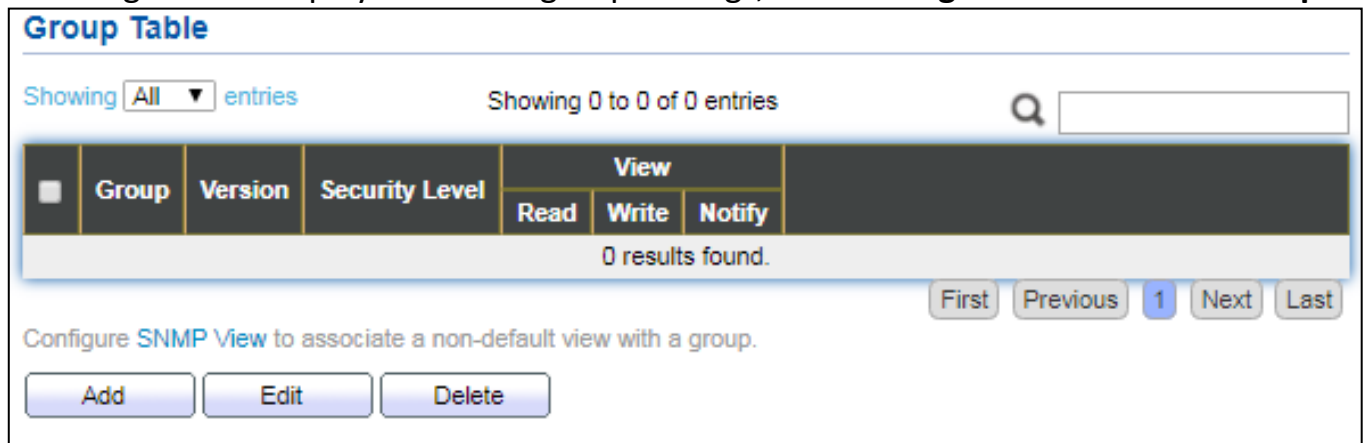 Group Table
Showing All entries Showing 0 to 0 of 0 entries
Group Version Security Level View
Read Write Notify
0 results found.
First Previous 1 Next Last
Configure SNMP View to associate a non-default view with a group.
Add Edit Delete